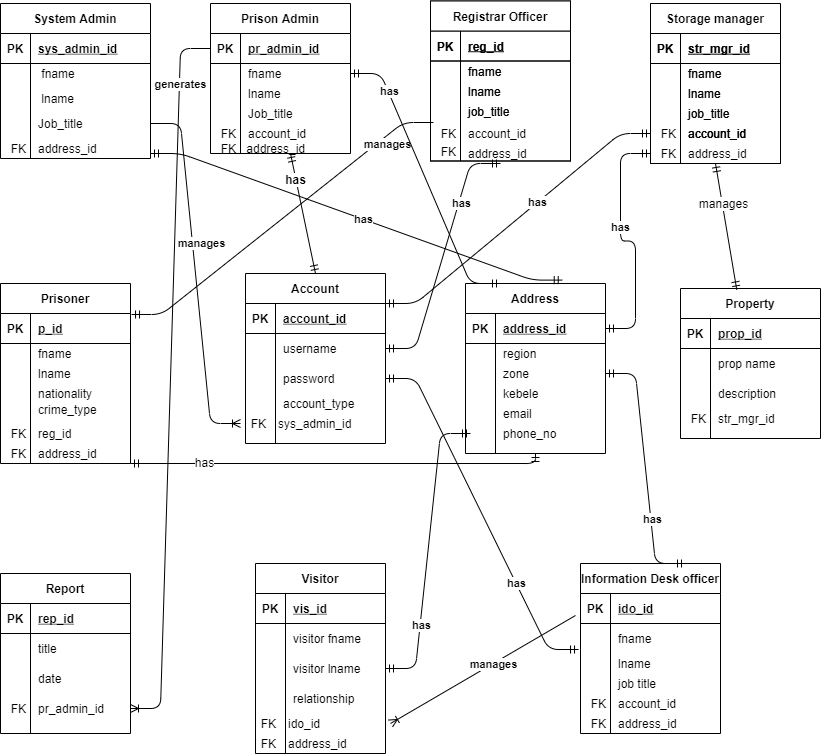 System Admin
PK sys_admin_id
fname
lname
Job_title
FK address_id
Prison Admin
PK pr_admin_id
fname
lname
Job_title
FK account_id
FK address_id
Registrar Officer
PK reg_id
fname
lname
job_title
FK account_id
FK address_id
Storage manager
PK str_mgr_id
fname
lname
job_title
FK account_id
FK address_id
generates
has
manages
has
has
has
has
manages
manages
has
Prisoner
PK p_id
fname
lname
nationality
crime_type
FK reg_id
FK address_id
Account
PK account_id
username
password
account_type
FK sys_admin_id
Address
PK address_id
region
zone
kebele
email
phone_no
Property
PK prop_id
prop name
description
FK str_mgr_id
has
has
has
has
manages
Report
PK rep_id
title
date
FK pr_admin_id
Visitor
PK vis_id
visitor fname
visitor lname
relationship
FK ido_id
FK address_id
Information Desk officer
PK ido_id
fname
lname
job title
FK account_id
FK address_id